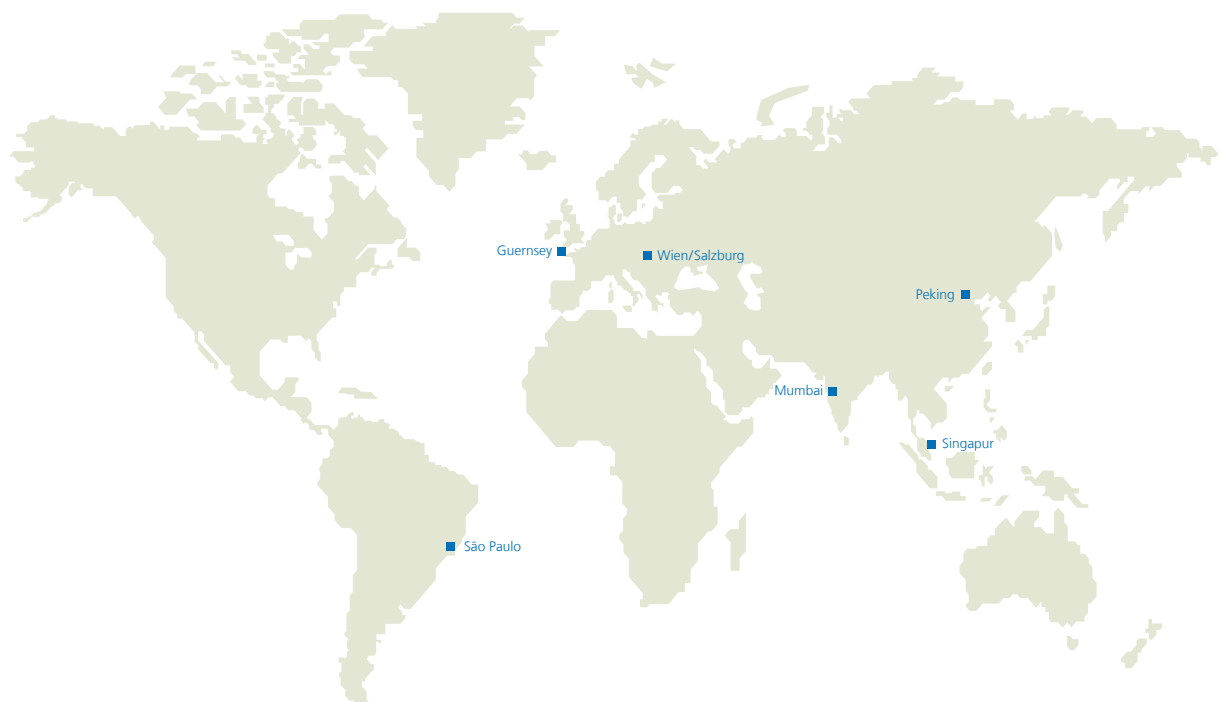 Guernsey
Wien/Salzburg
Peking
Mumbai
Singapur
São Paulo